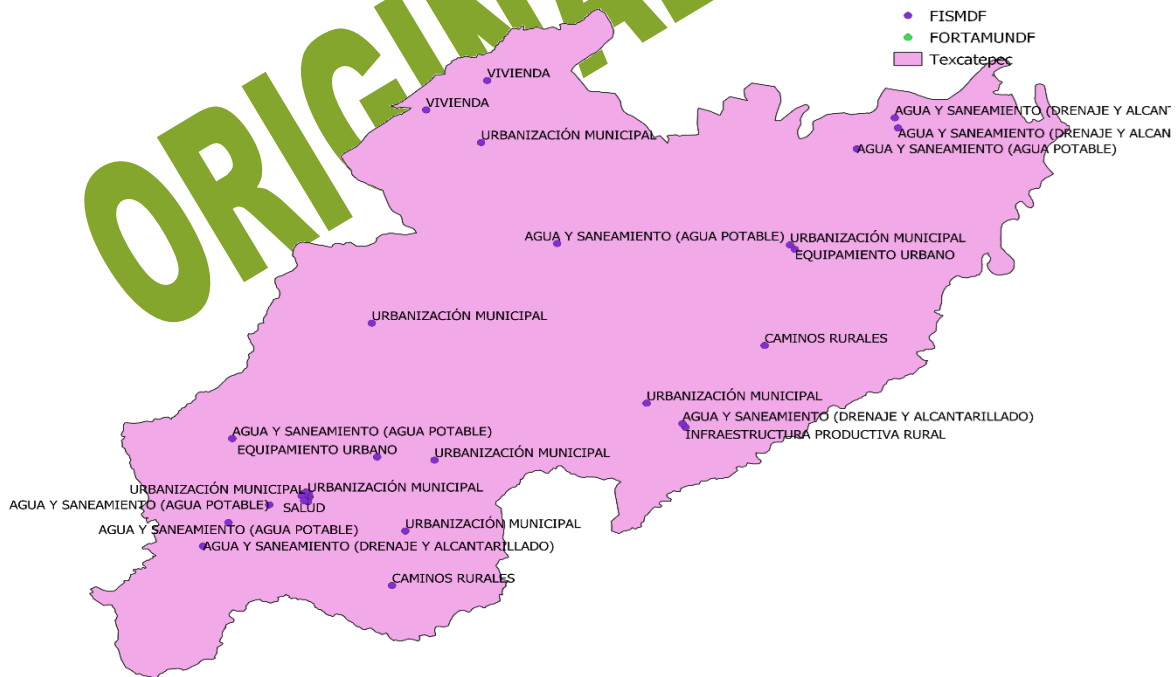 ORIGINAL
FISMDF
FORTAMUNDF
Texcatepec
VIVIENDA
VIVIENDA
AGUA Y SANEAMIENTO (DRENAJE Y ALCANT
URBANIZACIÓN MUNICIPAL
AGUA Y SANEAMIENTO (DRENAJE Y ALCAN
AGUA Y SANEAMIENTO (AGUA POTABLE)
AGUA Y SANEAMIENTO (AGUA POTABLE)
URBANIZACIÓN MUNICIPAL
EQUIPAMIENTO URBANO
URBANIZACIÓN MUNICIPAL
CAMINOS RURALES
URBANIZACIÓN MUNICIPAL
AGUA Y SANEAMIENTO (DRENAJE Y ALCANTARILLADO)
INFRAESTRUCTURA PRODUCTIVA RURAL
AGUA Y SANEAMIENTO (AGUA POTABLE)
EQUIPAMIENTO URBANO
URBANIZACIÓN MUNICIPAL
URBANIZACIÓN MUNICIPAL
URBANIZACIÓN MUNICIPAL
AGUA Y SANEAMIENTO (AGUA POTABLE)
SALUD
AGUA Y SANEAMIENTO (AGUA POTABLE)
URBANIZACIÓN MUNICIPAL
AGUA Y SANEAMIENTO (DRENAJE Y ALCANTARILLADO)
CAMINOS RURALES